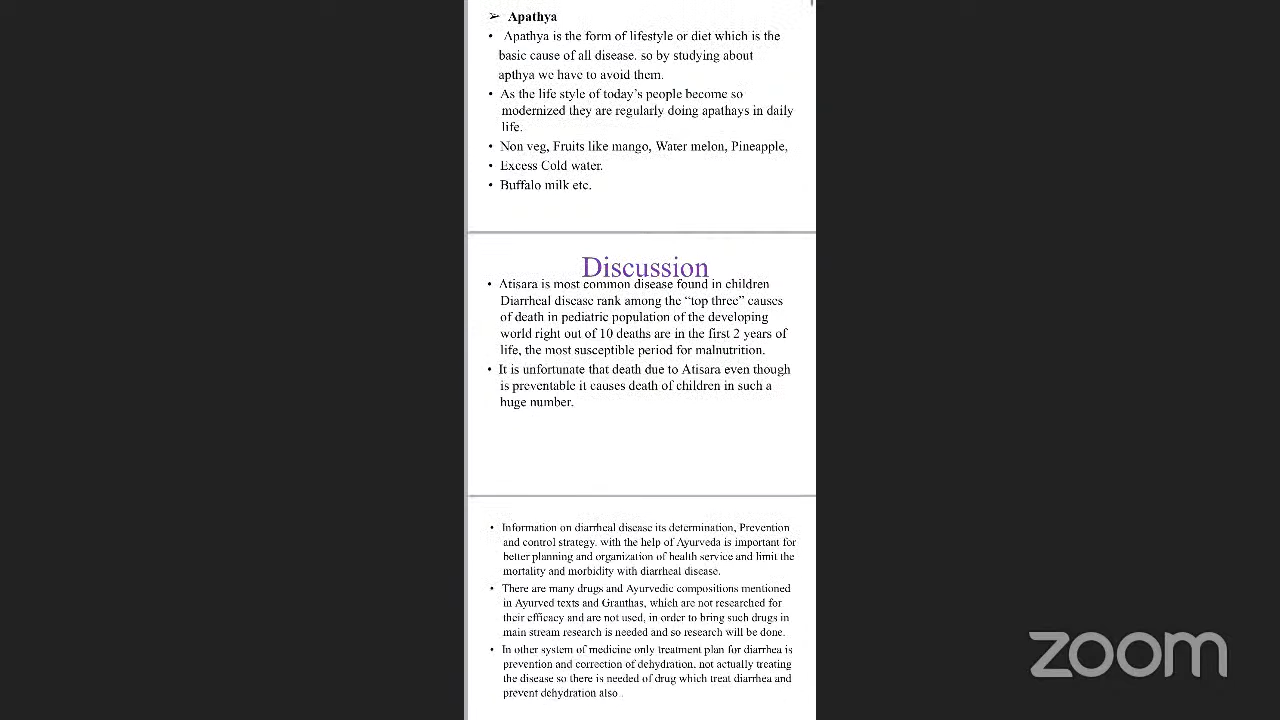 ➢ Apathya
• Apathya is the form of lifestyle or diet which is the
basic cause of all disease. so by studying about
apthya we have to avoid them.
• As the life style of today's people become so
modernized they are regularly doing apathays in daily
life.
• Non veg, Fruits like mango, Water melon, Pineapple,
• Excess Cold water.
• Buffalo milk etc.
Discussion
• Atisara is most common disease found in children
Diarrheal disease rank among the “top three” causes
of death in pediatric population of the developing
world right out of 10 deaths are in the first 2 years of
life, the most susceptible period for malnutrition.
• It is unfortunate that death due to Atisara even though
is preventable it causes death of children in such a
huge number.
• Information on diarrheal disease its determination, Prevention
and control strategy. with the help of Ayurveda is important for
better planning and organization of health service and limit the
mortality and morbidity with diarrheal disease.
• There are many drugs and Ayurvedic compositions mentioned
in Ayurved texts and Granthas, which are not researched for
their efficacy and are not used, in order to bring such drugs in
main stream research is needed and so research will be done.
• In other system of medicine only treatment plan for diarrhea is
prevention and correction of dehydration, not actually treating
the disease so there is needed of drug which treat diarrhea and
prevent dehydration also .
zoom